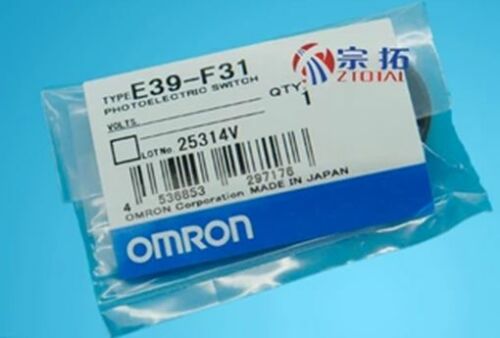 宗拓
ZTOTAL
TYPE E39-F31
PHOTOELECTRIC SWITCH
QTY. 1
VOLTS.
LOT No. 25314V
4 536853 297176
OMRON Corporation MADE IN JAPAN
OMRON